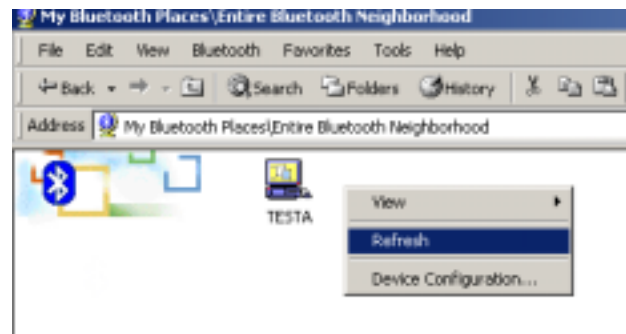 My Bluetooth Places\Entire Bluetooth Neighborhood
File Edit View Bluetooth Favorites Tools Help
Back Search Folders History
Address My Bluetooth Places\Entire Bluetooth Neighborhood
TESTA
View
Refresh
Device Configuration...